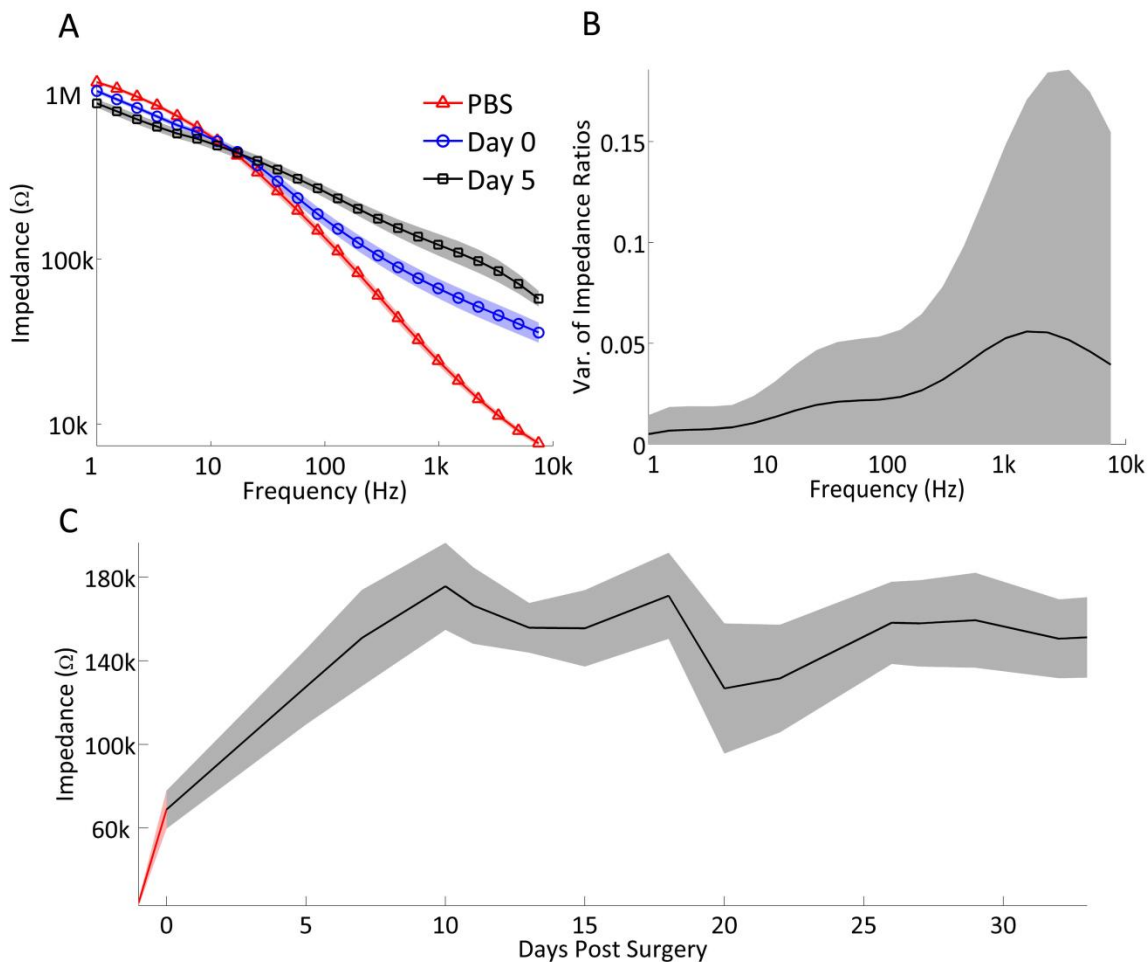 A
1M
100k
10k
Impedance (Ω)
PBS
Day 0
Day 5
1
10
100
1k
10k
Frequency (Hz)
B
0.15
0.1
0.05
0
Var. of Impedance Ratios
1
10
100
1k
10k
Frequency (Hz)
C
180k
140k
100k
60k
Impedance (Ω)
0
5
10
15
20
25
30
Days Post Surgery